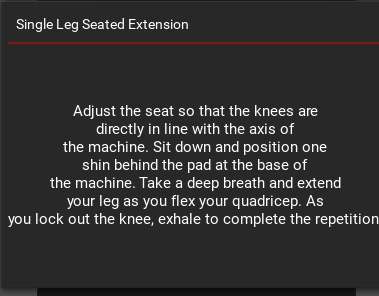 Single Leg Seated Extension
Adjust the seat so that the knees are
directly in line with the axis of
the machine. Sit down and position one
shin behind the pad at the base of
the machine. Take a deep breath and extend
your leg as you flex your quadricep. As
you lock out the knee, exhale to complete the repetition